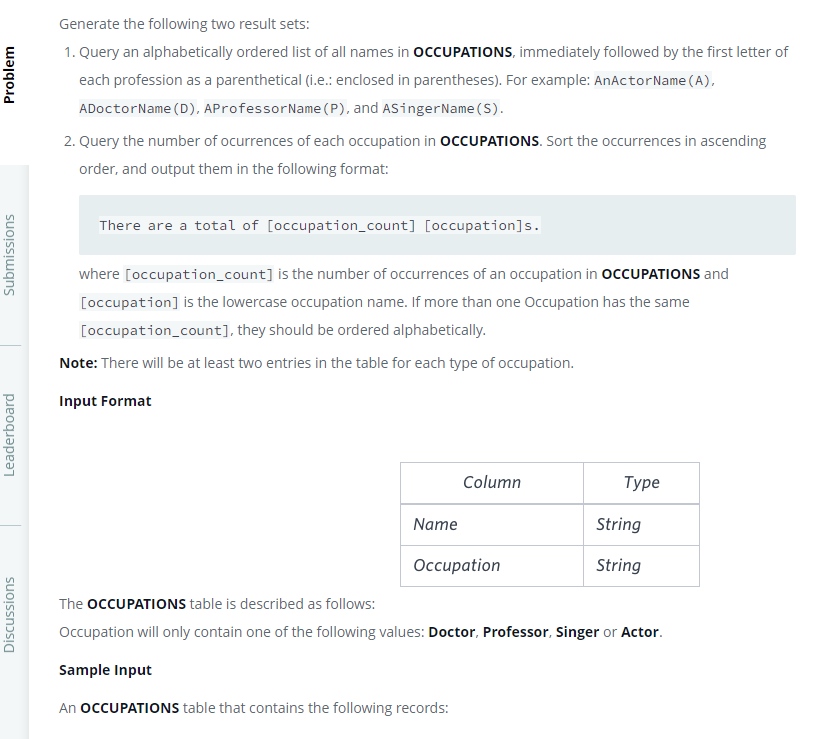 Problem
Submissions
Leaderboard
Discussions
Generate the following two result sets:
1. Query an alphabetically ordered list of all names in OCCUPATIONS, immediately followed by the first letter of
each profession as a parenthetical (i.e.: enclosed in parentheses). For example: AnActorName(A),
ADoctorName(D), AProfessorName(P), and ASingerName(S).
2. Query the number of ocurrences of each occupation in OCCUPATIONS. Sort the occurrences in ascending
order, and output them in the following format:
There are a total of [occupation_count] [occupation]s.
where [occupation_count] is the number of occurrences of an occupation in OCCUPATIONS and
[occupation] is the lowercase occupation name. If more than one Occupation has the same
[occupation_count], they should be ordered alphabetically.
Note: There will be at least two entries in the table for each type of occupation.
Input Format
Column Type
Name String
Occupation String
The OCCUPATIONS table is described as follows:
Occupation will only contain one of the following values: Doctor, Professor, Singer or Actor.
Sample Input
An OCCUPATIONS table that contains the following records: